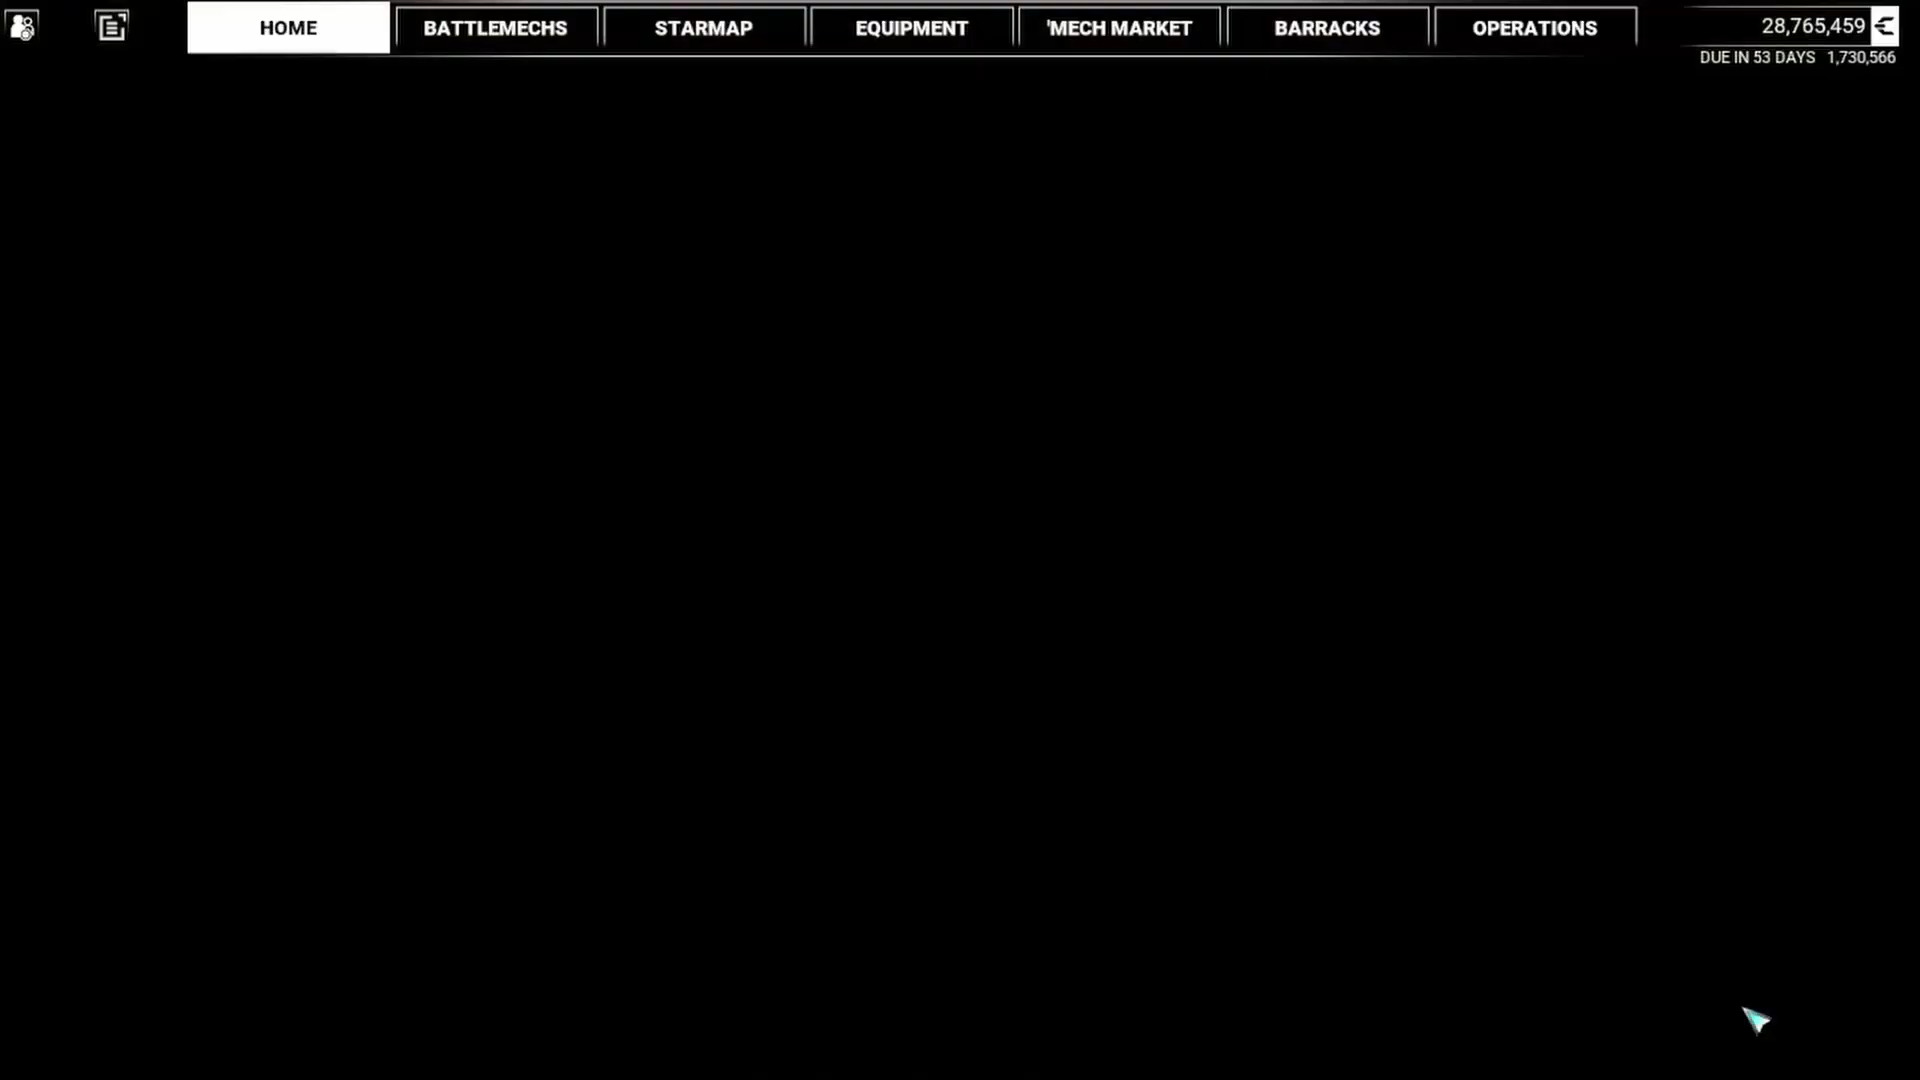 HOME
BATTLEMECHS
STARMAP
EQUIPMENT
'MECH MARKET
BARRACKS
OPERATIONS
28,765,459
DUE IN 53 DAYS 1,730,566